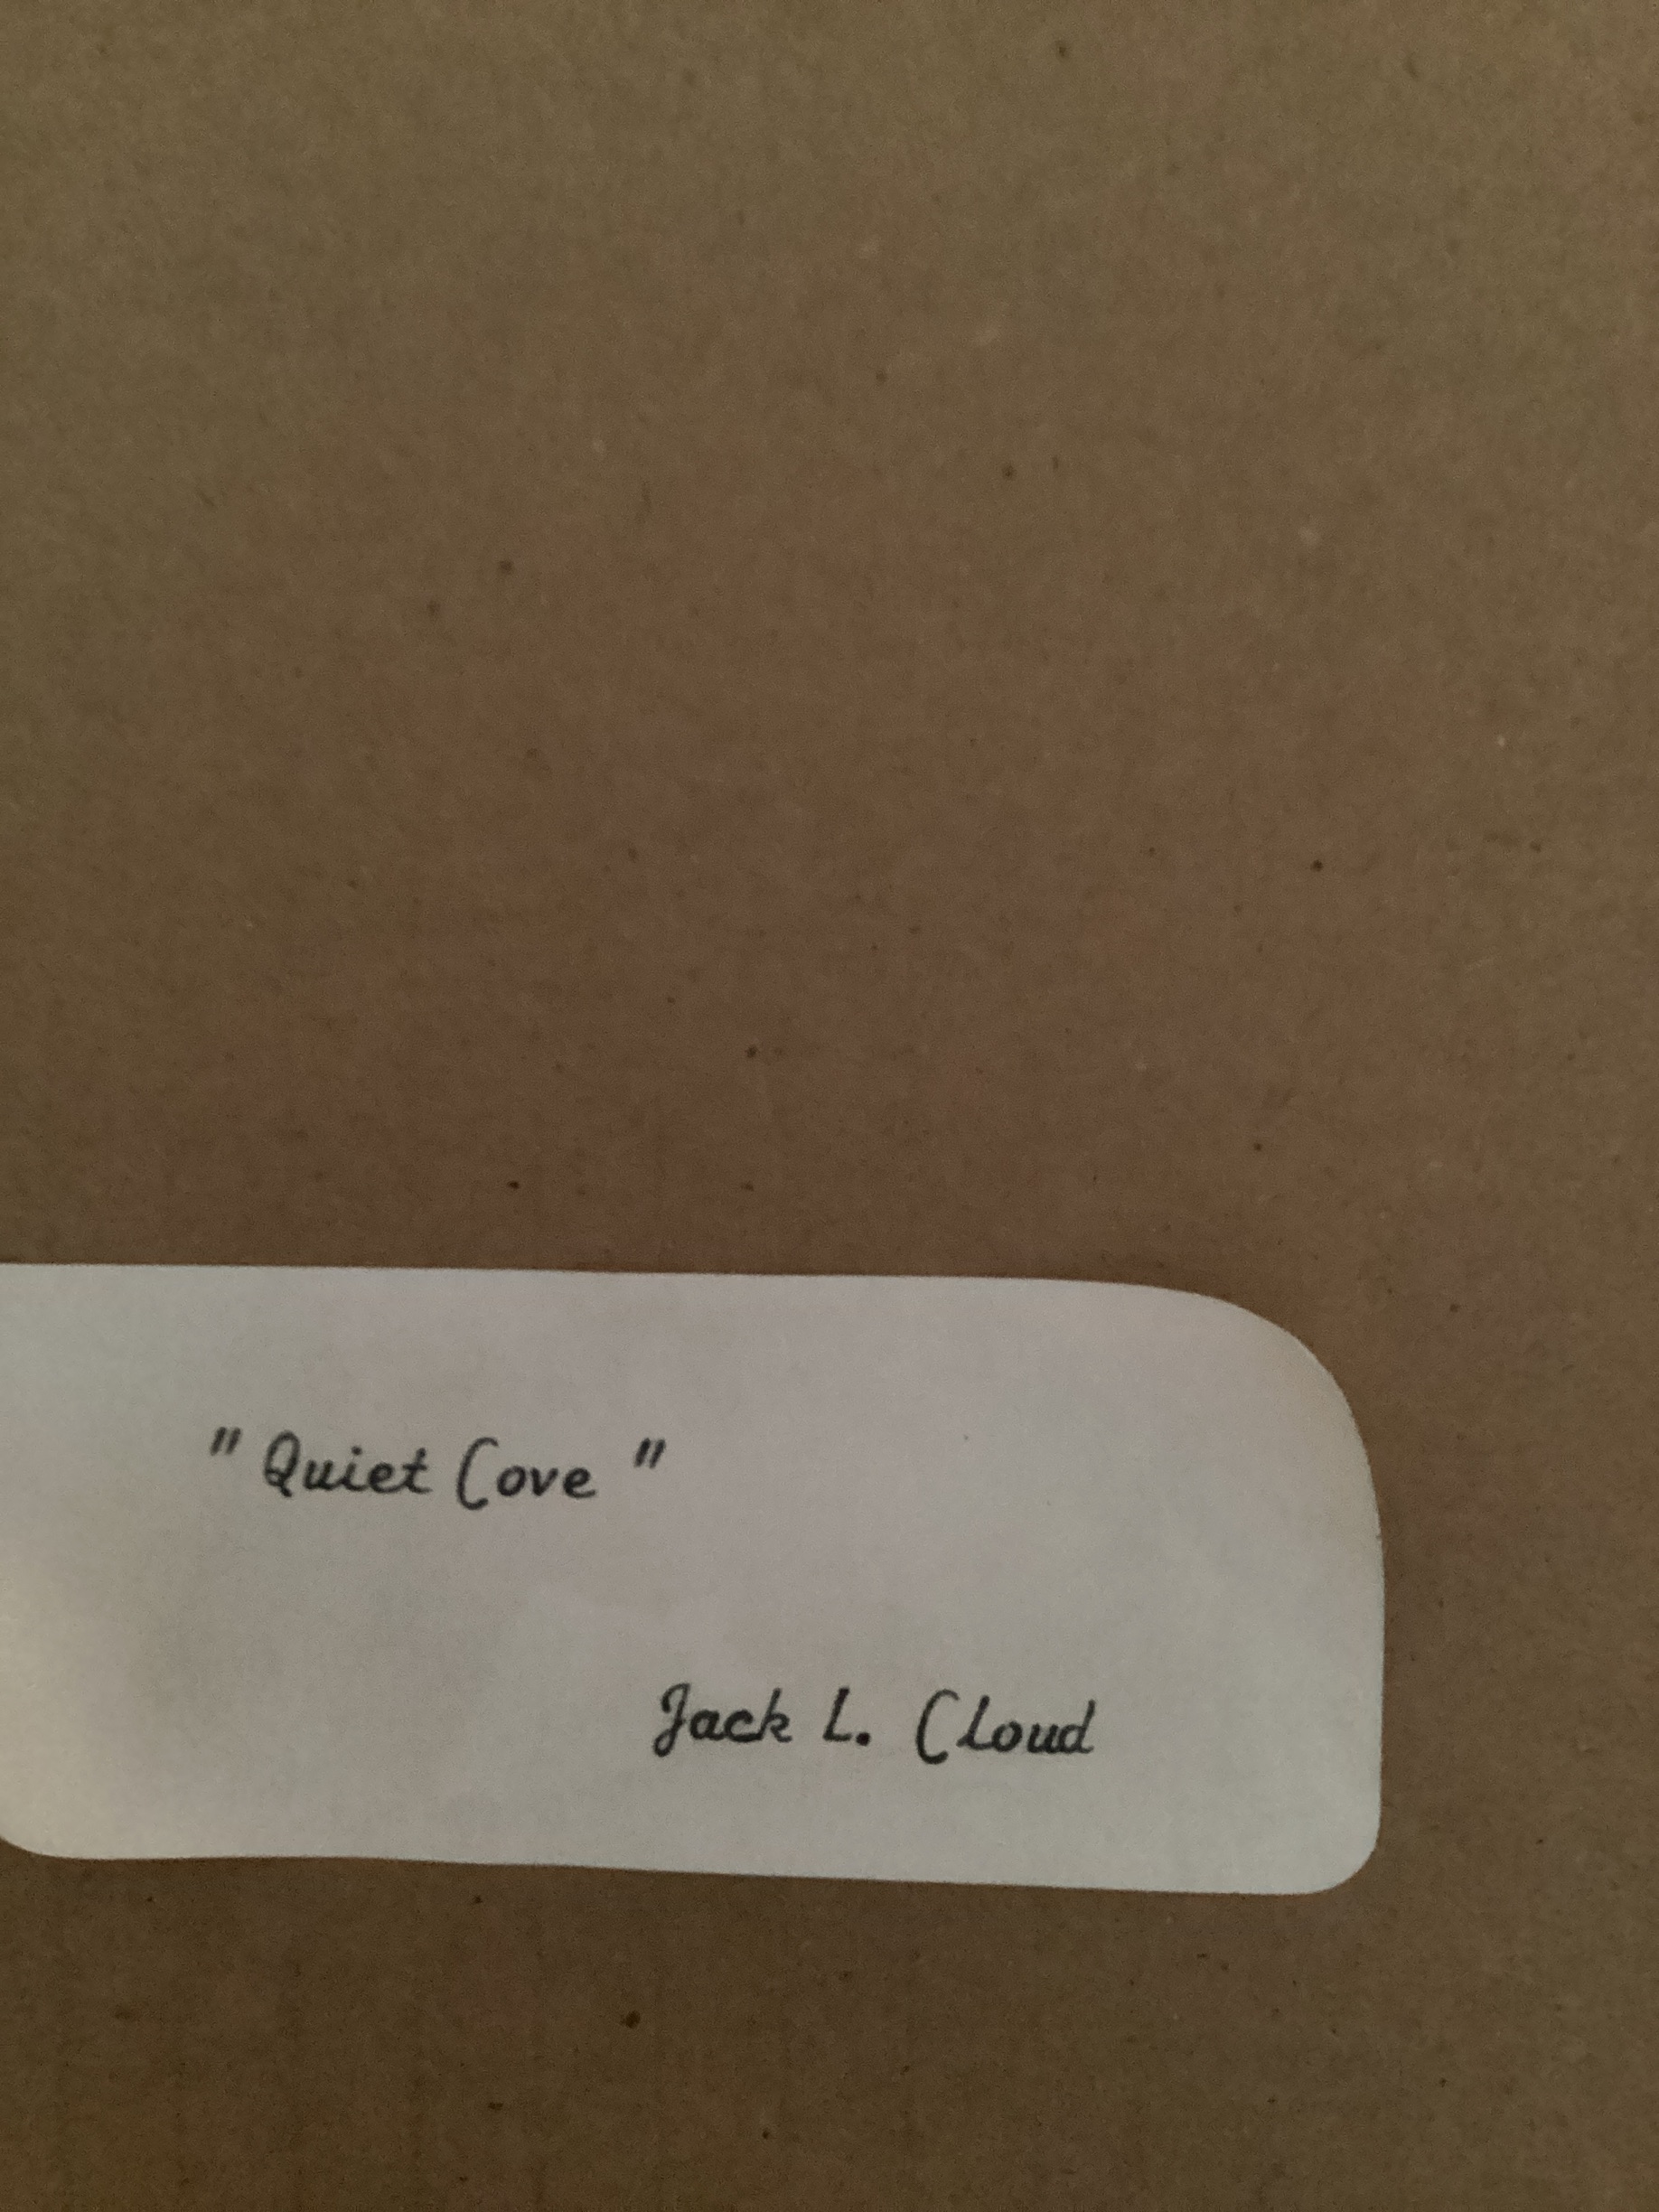 " Quiet Cove "
Jack L. Cloud